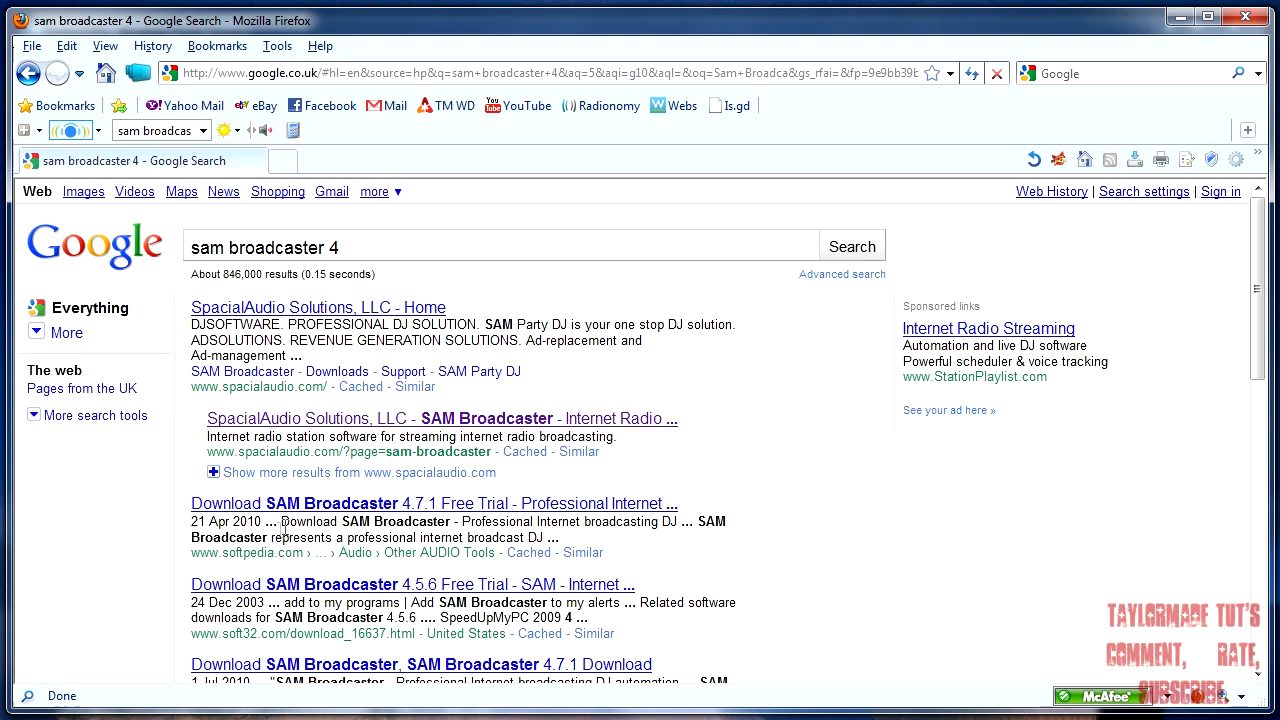 sam broadcaster 4 - Google Search - Mozilla Firefox
File Edit View History Bookmarks Tools Help
http://www.google.co.uk/#hl=en&source=hp&q=sam+broadcaster+4&aq=5&aqi=g10&aql=&oq=Sam+Broadca&gs_rfai=&fp=9e9bb39b
Google
Bookmarks Yahoo Mail eBay Facebook Mail TM WD YouTube Radionomy Webs Is.gd
sam broadcas
sam broadcaster 4 - Google Search
Web Images Videos Maps News Shopping Gmail more ▼ Web History | Search settings | Sign in
Google
sam broadcaster 4 Search
About 846,000 results (0.15 seconds) Advanced search
Everything
More
The web
Pages from the UK
More search tools
SpacialAudio Solutions, LLC - Home
DJSOFTWARE. PROFESSIONAL DJ SOLUTION. SAM Party DJ is your one stop DJ solution.
ADSOLUTIONS. REVENUE GENERATION SOLUTIONS. Ad-replacement and
Ad-management ...
SAM Broadcaster - Downloads - Support - SAM Party DJ
www.spacialaudio.com/ - Cached - Similar
SpacialAudio Solutions, LLC - SAM Broadcaster - Internet Radio ...
Internet radio station software for streaming internet radio broadcasting.
www.spacialaudio.com/?page=sam-broadcaster - Cached - Similar
Show more results from www.spacialaudio.com
Download SAM Broadcaster 4.7.1 Free Trial - Professional Internet ...
21 Apr 2010 ... Download SAM Broadcaster - Professional Internet broadcasting DJ ... SAM
Broadcaster represents a professional internet broadcast DJ ...
www.softpedia.com › ... › Audio › Other AUDIO Tools - Cached - Similar
Download SAM Broadcaster 4.5.6 Free Trial - SAM - Internet ...
24 Dec 2003 ... add to my programs | Add SAM Broadcaster to my alerts ... Related software
downloads for SAM Broadcaster 4.5.6 .... SpeedUpMyPC 2009 4 ...
www.soft32.com/download_16637.html - United States - Cached - Similar
Download SAM Broadcaster, SAM Broadcaster 4.7.1 Download
1 Jul 2010 ... "SAM Broadcaster - Professional Internet broadcasting DJ automation ... SAM
Sponsored links
Internet Radio Streaming
Automation and live DJ software
Powerful scheduler & voice tracking
www.StationPlaylist.com
See your ad here »
TAYLORMADE TUT'S
COMMENT, RATE,
SUBSCRIBE.
Done
McAfee